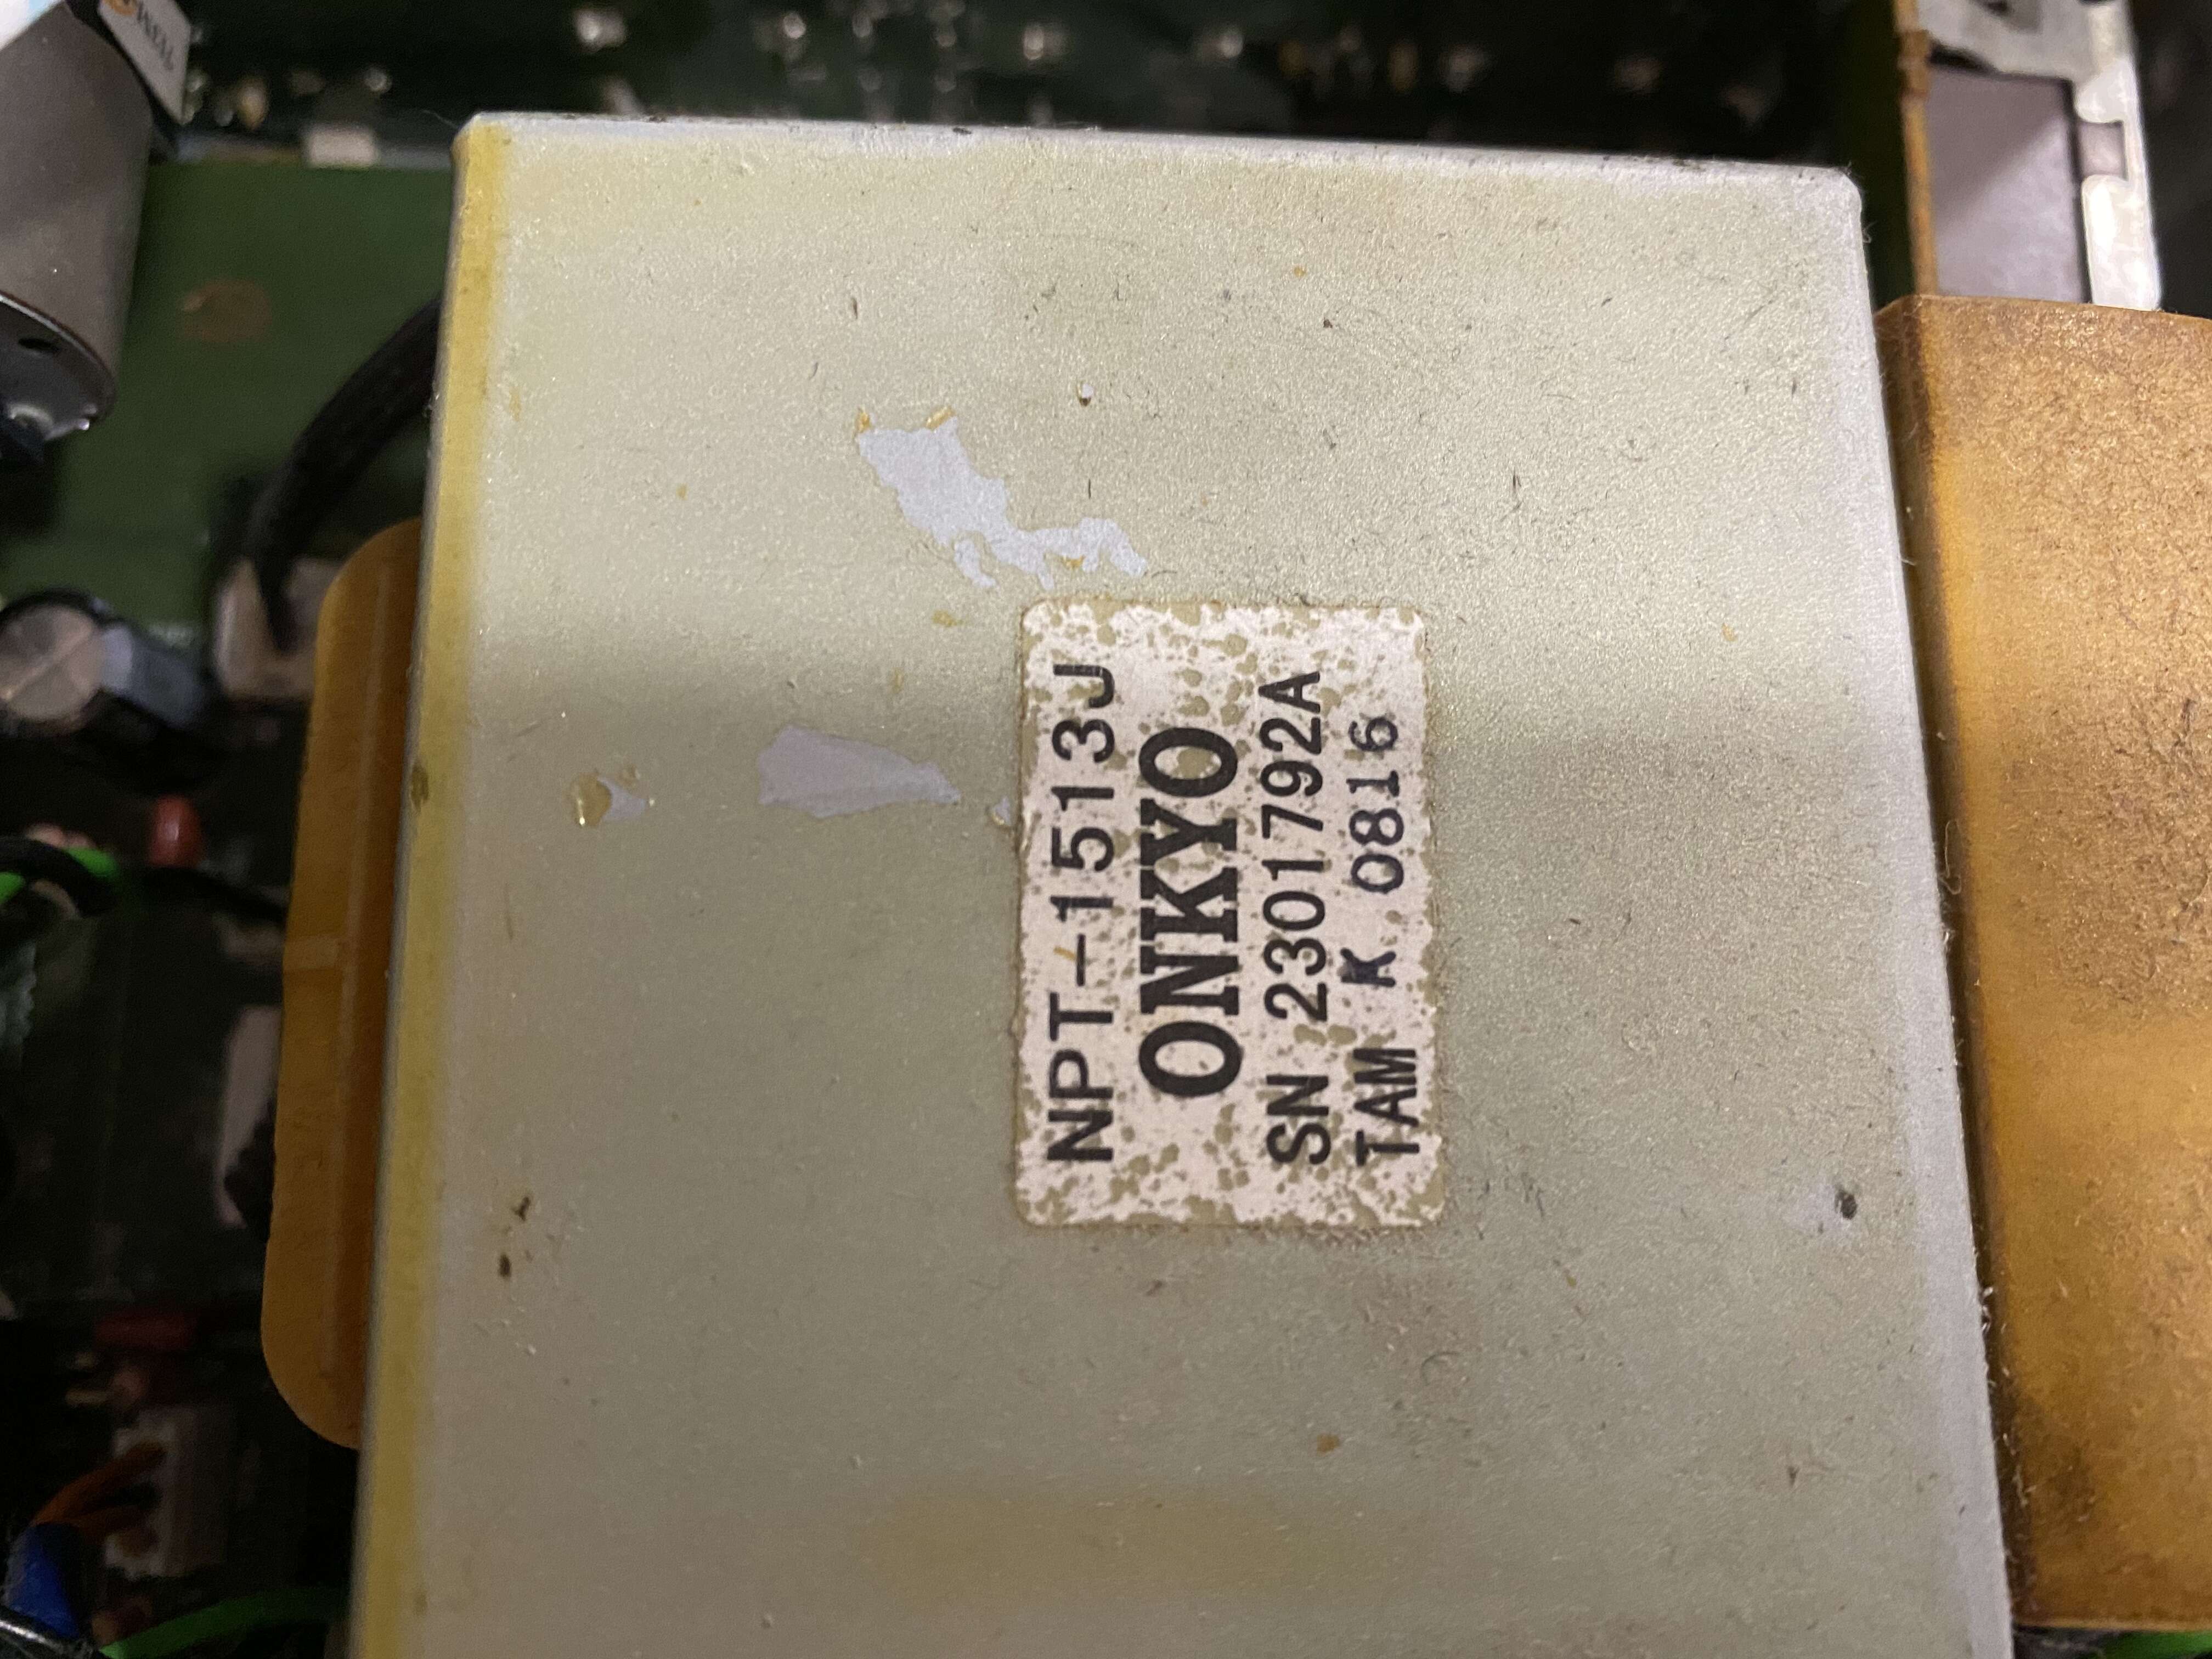 NPT-1513J
ONKYO
SN 2301792A
TAM K 0816